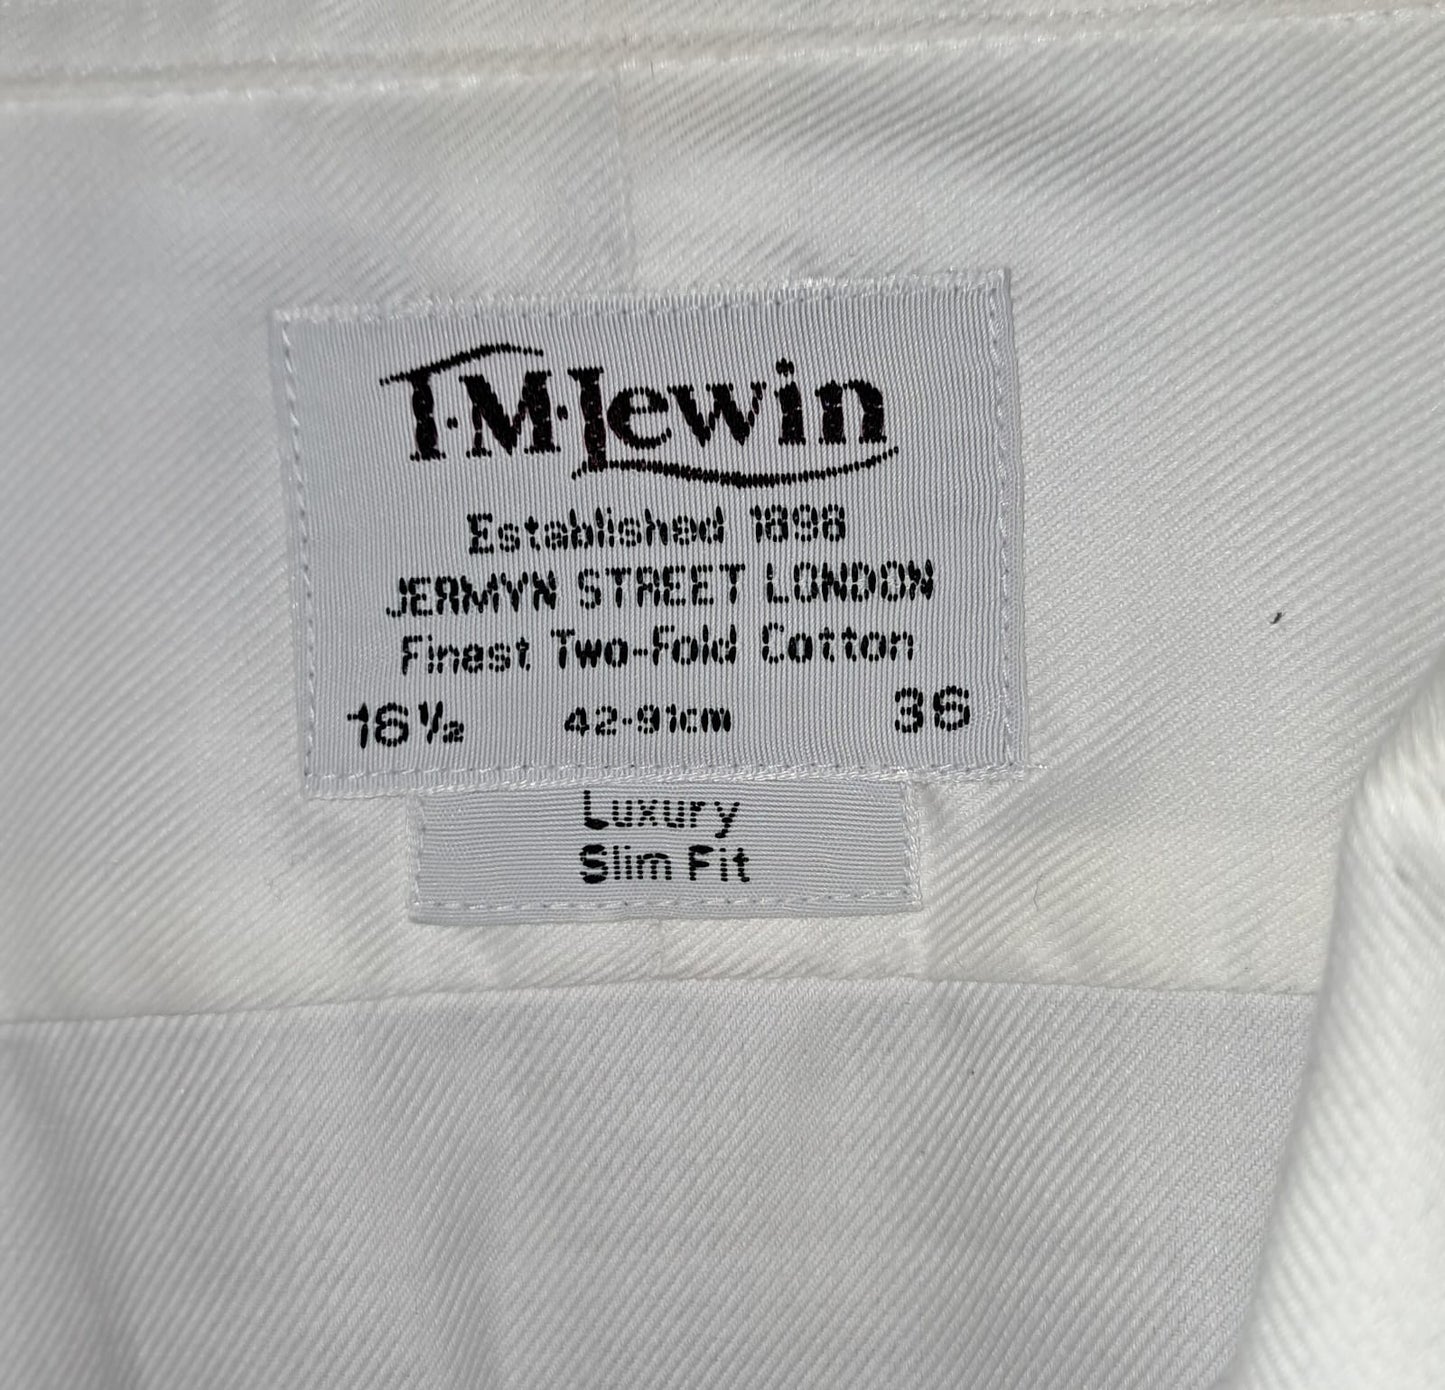 T·M·Lewin
Established 1898
JERMYN STREET LONDON
Finest Two-Fold Cotton
16½ 42-91cm 36
Luxury
Slim Fit